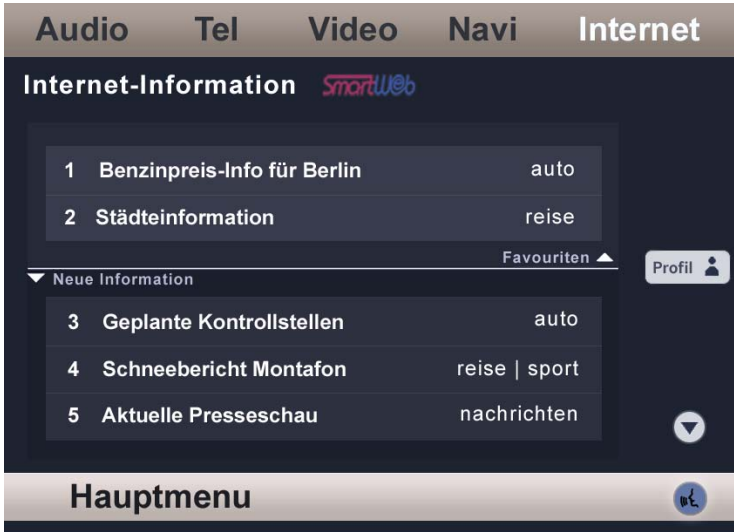 Audio Tel Video Navi Internet
Internet-Information SmartWeb
1 Benzinpreis-Info für Berlin auto
2 Städteinformation reise
Favouriten
Neue Information
Profil
3 Geplante Kontrollstellen auto
4 Schneebericht Montafon reise | sport
5 Aktuelle Presseschau nachrichten
Hauptmenu